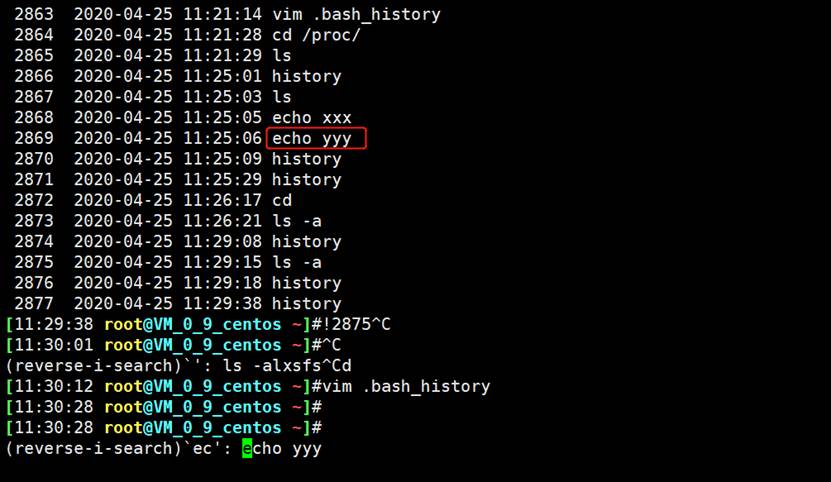 2863  2020-04-25 11:21:14 vim .bash_history
2864  2020-04-25 11:21:28 cd /proc/
2865  2020-04-25 11:21:29 ls
2866  2020-04-25 11:25:01 history
2867  2020-04-25 11:25:03 ls
2868  2020-04-25 11:25:05 echo xxx
2869  2020-04-25 11:25:06 echo yyy
2870  2020-04-25 11:25:09 history
2871  2020-04-25 11:25:29 history
2872  2020-04-25 11:26:17 cd
2873  2020-04-25 11:26:21 ls -a
2874  2020-04-25 11:29:08 history
2875  2020-04-25 11:29:15 ls -a
2876  2020-04-25 11:29:18 history
2877  2020-04-25 11:29:38 history
[11:29:38 root@VM_0_9_centos ~]#!2875^C
[11:30:01 root@VM_0_9_centos ~]#^C
(reverse-i-search)`': ls -alxsfs^Cd
[11:30:12 root@VM_0_9_centos ~]#vim .bash_history
[11:30:28 root@VM_0_9_centos ~]#
[11:30:28 root@VM_0_9_centos ~]#
(reverse-i-search)`ec': echo yyy